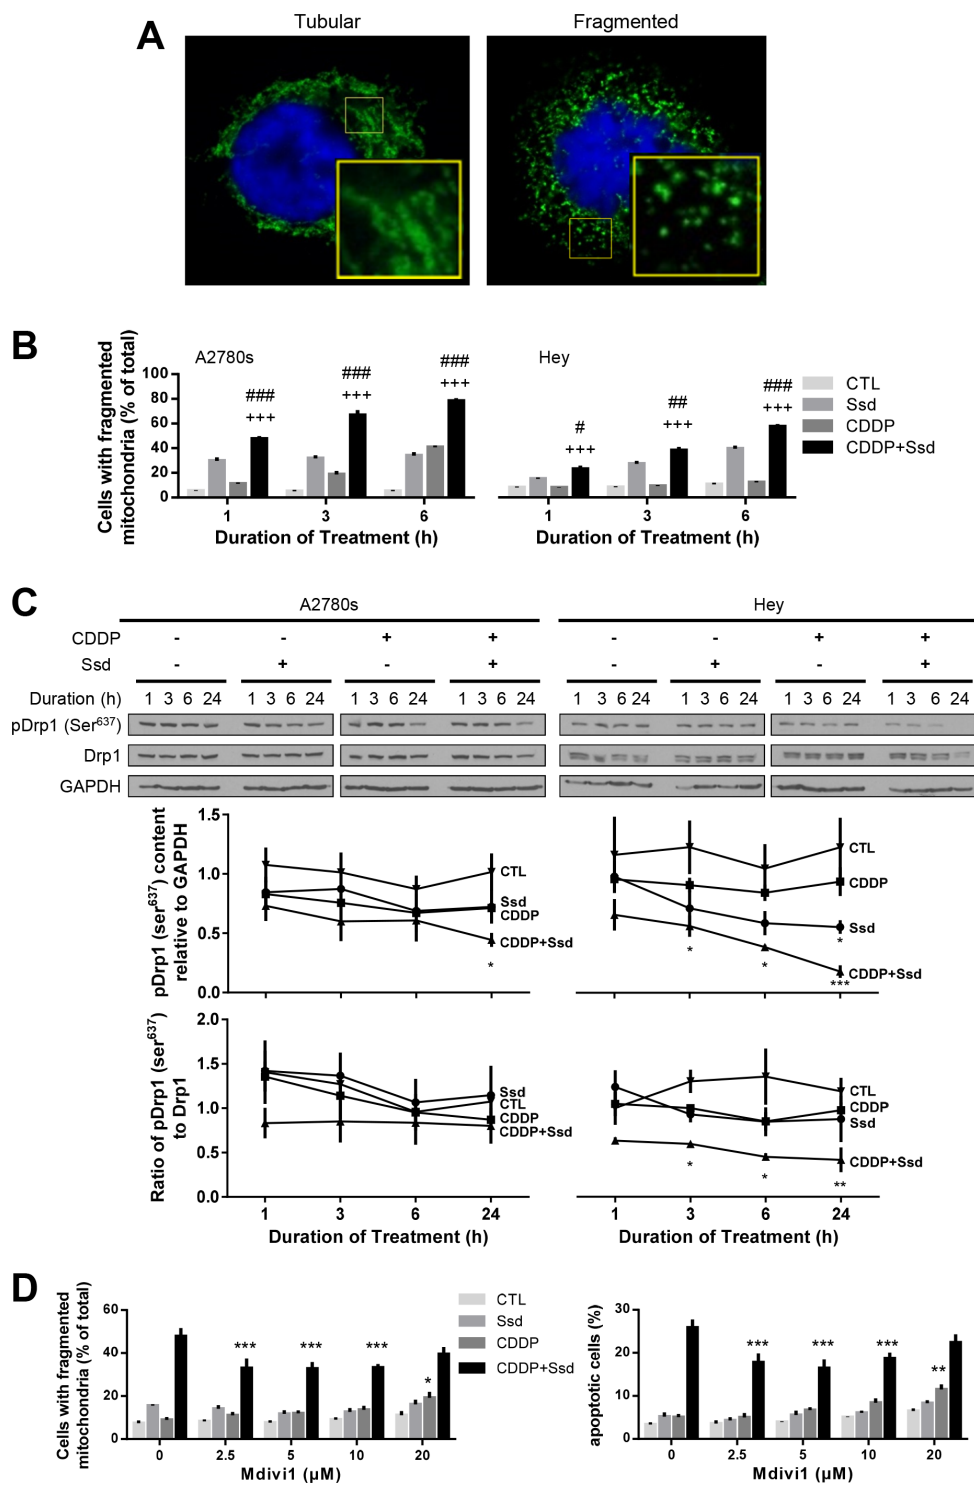 A
Tubular
Fragmented
B
Cells with fragmented
mitochondria (% of total)
A2780s
Hey
100
80
60
40
20
0
###
+++
###
+++
###
+++
#
+++
##
+++
###
+++
CTL
Ssd
CDDP
CDDP+Ssd
1 3 6
1 3 6
Duration of Treatment (h)
Duration of Treatment (h)
C
A2780s
Hey
CDDP - - + + - - + +
Ssd - + - + - + - +
Duration (h) 1 3 6 24 1 3 6 24 1 3 6 24 1 3 6 24 1 3 6 24 1 3 6 24 1 3 6 24 1 3 6 24
pDrp1 (Ser637)
Drp1
GAPDH
pDrp1 (ser637) content
relative to GAPDH
1.5
1.0
0.5
0.0
CTL
Ssd
CDDP
CDDP+Ssd
*
CTL
CDDP
Ssd
*
CDDP+Ssd
* * ***
Ratio of pDrp1 (ser637)
to Drp1
2.0
1.5
1.0
0.5
0.0
Ssd
CTL
CDDP
CDDP+Ssd
CTL
CDDP
Ssd
CDDP+Ssd
* * **
1 3 6 24
1 3 6 24
Duration of Treatment (h)
Duration of Treatment (h)
D
Cells with fragmented
mitochondria (% of total)
60
40
20
0
*** *** *** *
0 2.5 5 10 20
Mdivi1 (µM)
CTL
Ssd
CDDP
CDDP+Ssd
apoptotic cells (%)
30
20
10
0
*** *** *** **
0 2.5 5 10 20
Mdivi1 (µM)